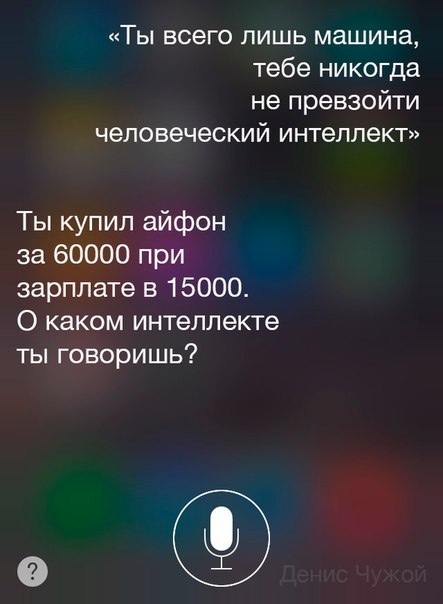 «Ты всего лишь машина,
тебе никогда
не превзойти
человеческий интеллект»
Ты купил айфон
за 60000 при
зарплате в 15000.
О каком интеллекте
ты говоришь?
?
Денис Чужой